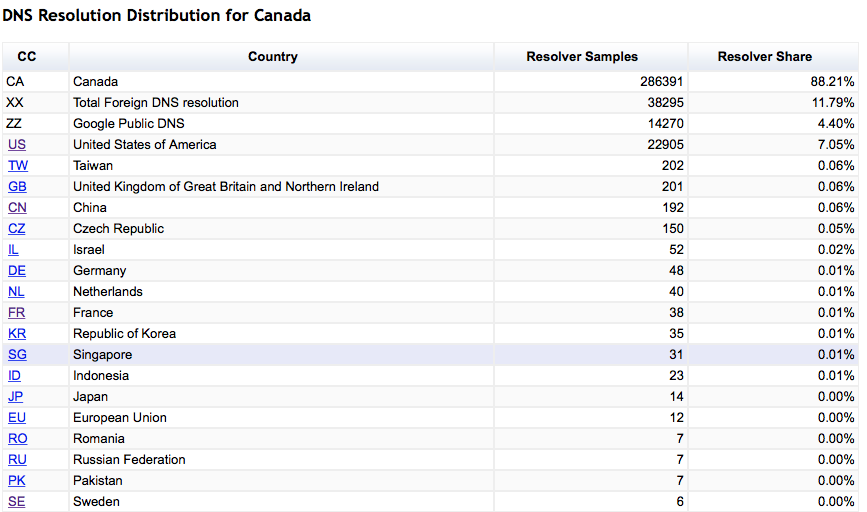 DNS Resolution Distribution for Canada
CC Country Resolver Samples Resolver Share
CA Canada 286391 88.21%
XX Total Foreign DNS resolution 38295 11.79%
ZZ Google Public DNS 14270 4.40%
US United States of America 22905 7.05%
TW Taiwan 202 0.06%
GB United Kingdom of Great Britain and Northern Ireland 201 0.06%
CN China 192 0.06%
CZ Czech Republic 150 0.05%
IL Israel 52 0.02%
DE Germany 48 0.01%
NL Netherlands 40 0.01%
FR France 38 0.01%
KR Republic of Korea 35 0.01%
SG Singapore 31 0.01%
ID Indonesia 23 0.01%
JP Japan 14 0.00%
EU European Union 12 0.00%
RO Romania 7 0.00%
RU Russian Federation 7 0.00%
PK Pakistan 7 0.00%
SE Sweden 6 0.00%